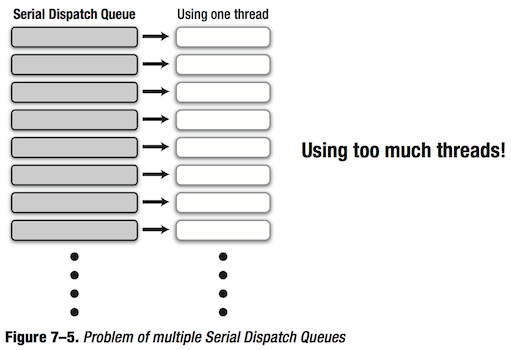 Serial Dispatch Queue Using one thread
Using too much threads!
Figure 7–5. Problem of multiple Serial Dispatch Queues